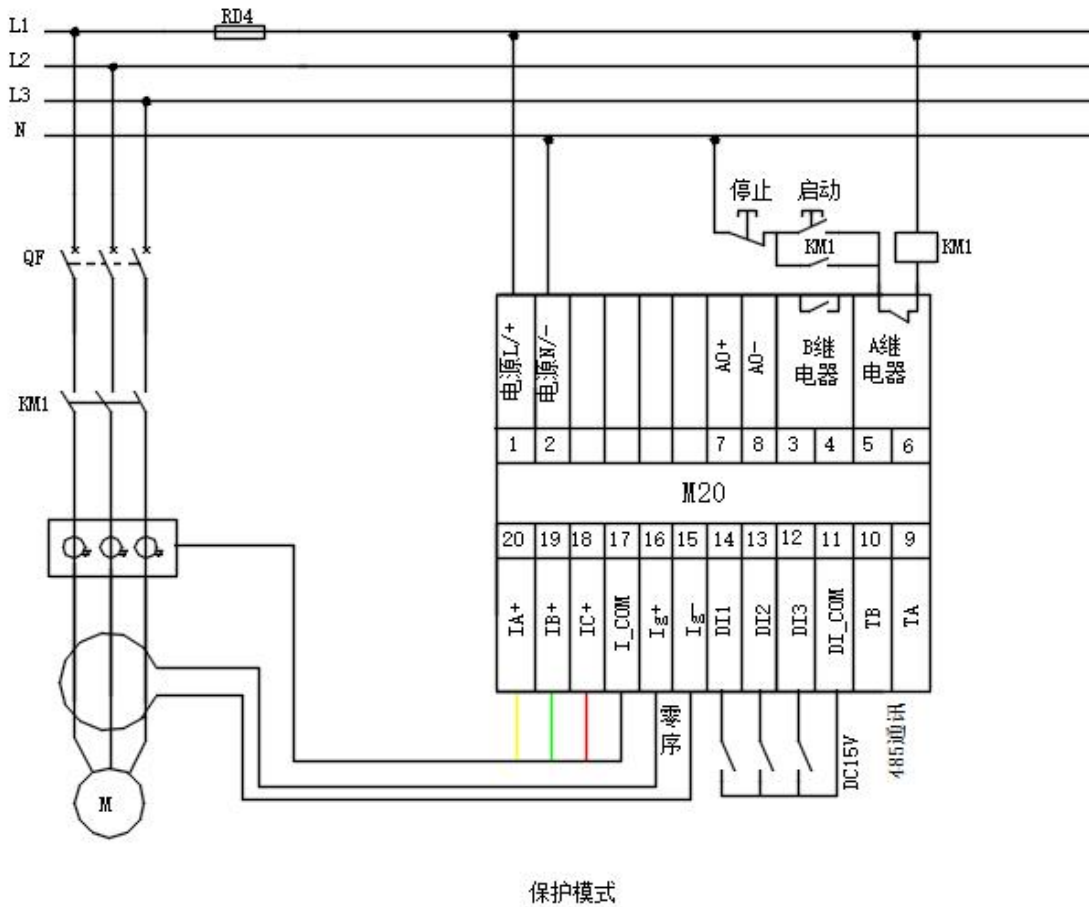 RD4
L1
L2
L3
N
停止 启动
KM1
KM1
QF
KM1
电源L/+
电源N/-
AO+
AO-
B继
电器
A继
电器
1 2 7 8 3 4 5 6
M20
20 19 18 17 16 15 14 13 12 11 10 9
IA+
IB+
IC+
I_COM
Ig+
Ig-
DI1
DI2
DI3
DI_COM
TB
TA
零序
DC15V
485通讯
M
保护模式